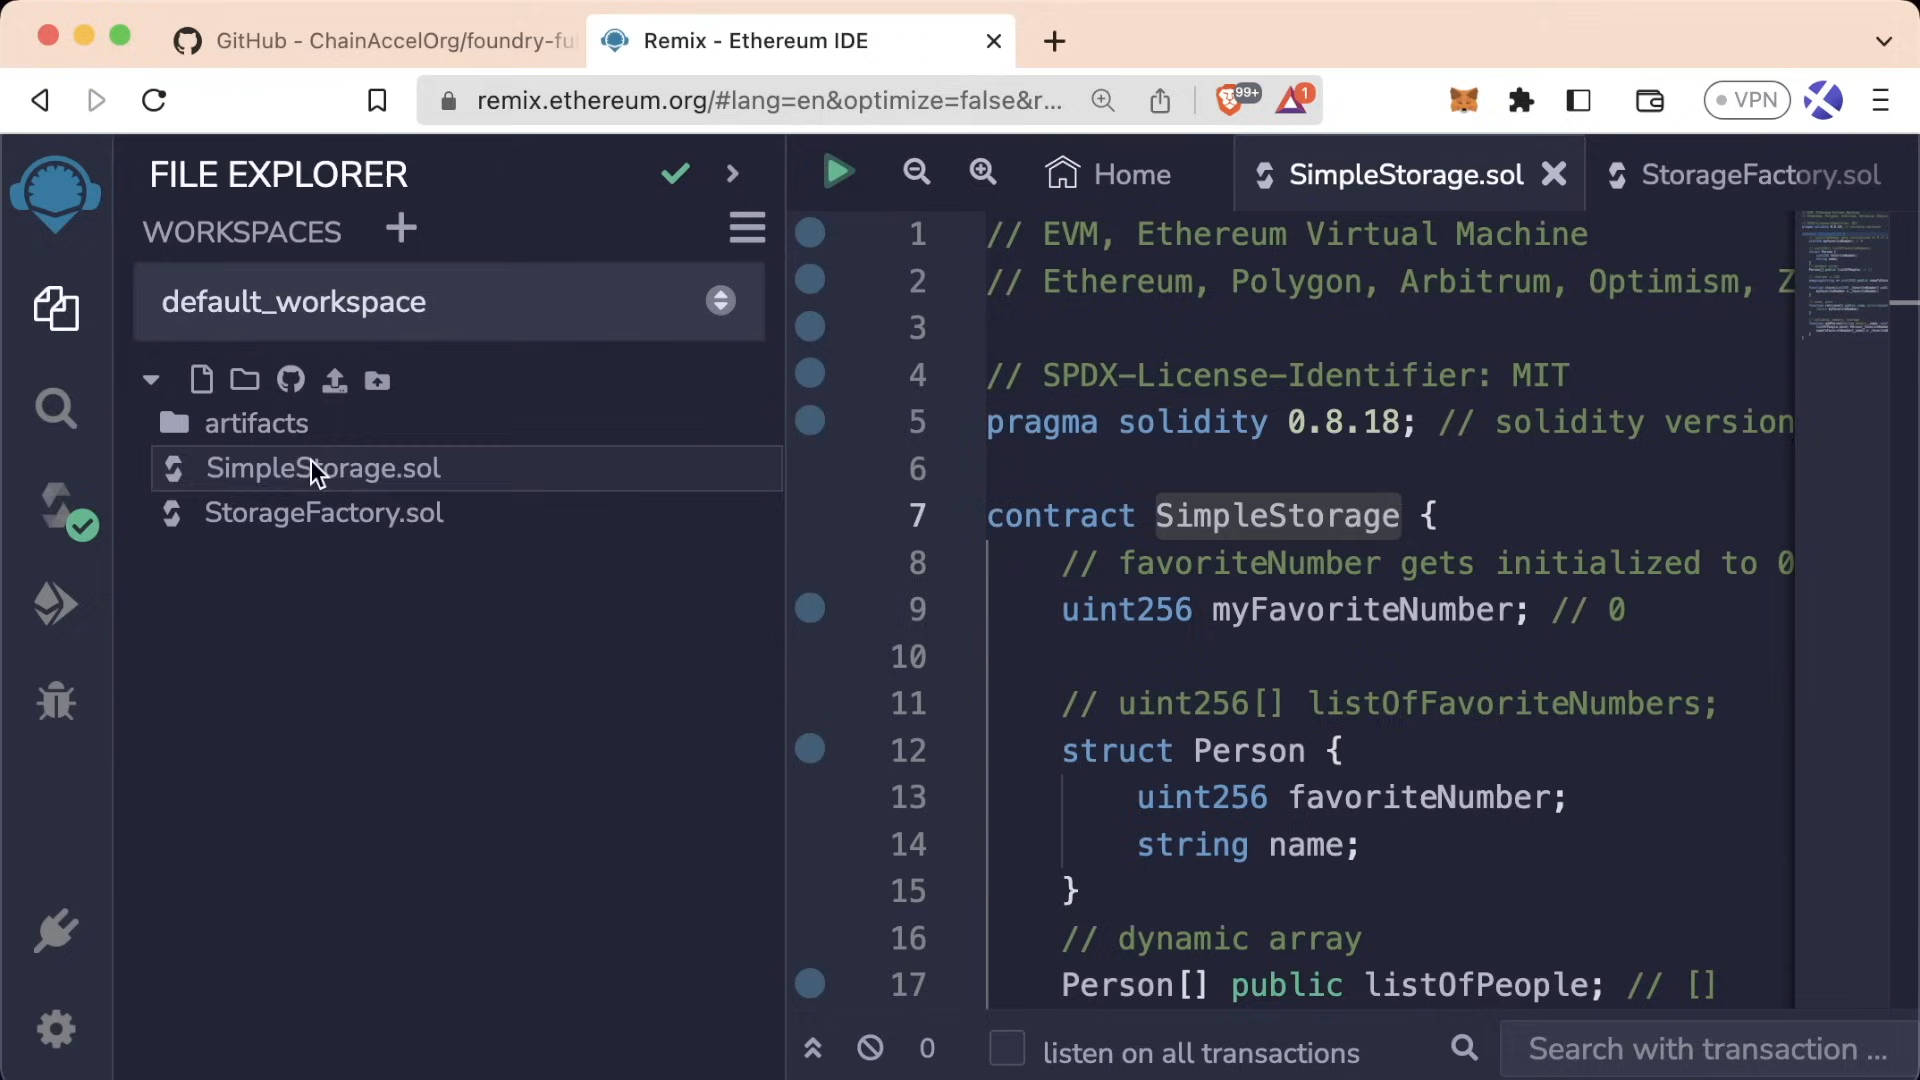 GitHub - ChainAccelOrg/foundry-fu
Remix - Ethereum IDE
remix.ethereum.org/#lang=en&optimize=false&r...
99+
1
VPN
FILE EXPLORER
WORKSPACES
default_workspace
artifacts
SimpleStorage.sol
StorageFactory.sol
Home
SimpleStorage.sol
StorageFactory.sol
1 // EVM, Ethereum Virtual Machine
2 // Ethereum, Polygon, Arbitrum, Optimism, Z
3
4 // SPDX-License-Identifier: MIT
5 pragma solidity 0.8.18; // solidity version
6
7 contract SimpleStorage {
8 // favoriteNumber gets initialized to 0
9 uint256 myFavoriteNumber; // 0
10
11 // uint256[] listOfFavoriteNumbers;
12 struct Person {
13 uint256 favoriteNumber;
14 string name;
15 }
16 // dynamic array
17 Person[] public listOfPeople; // []
0
listen on all transactions
Search with transaction ...